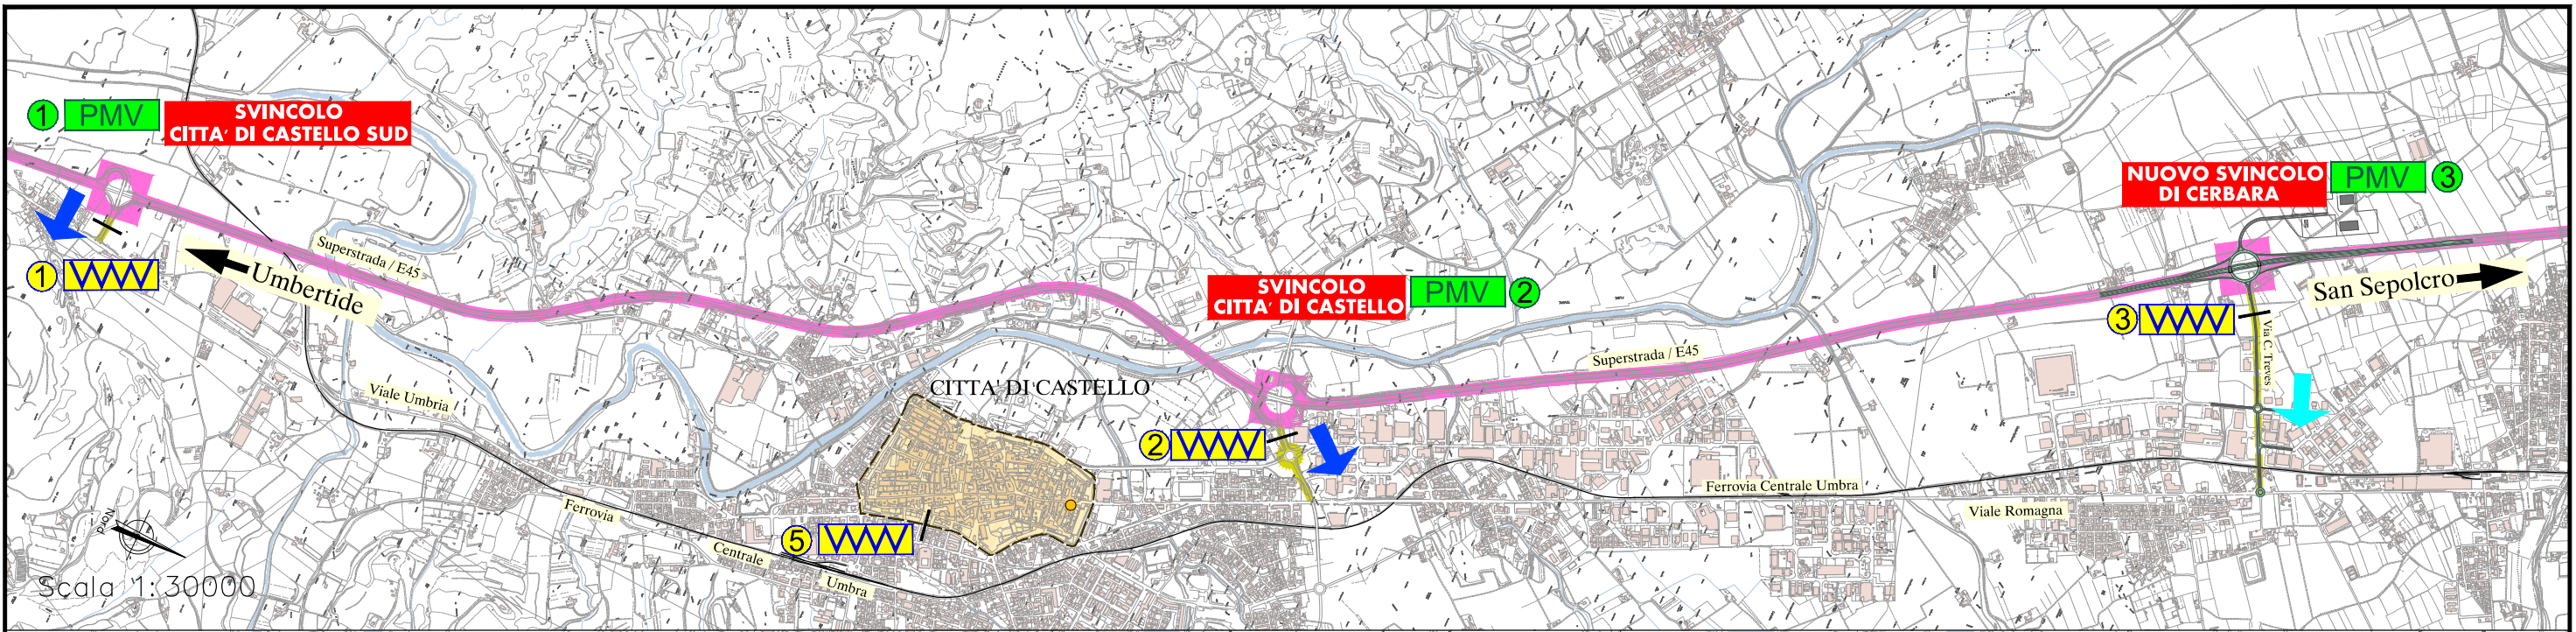 1 PMV SVINCOLO
CITTA' DI CASTELLO SUD
1
Umbertide
Superstrada / E45
Viale Umbria
Nord
Scala 1:30000
Ferrovia
Centrale
Umbra
CITTA' DI CASTELLO
5
SVINCOLO
CITTA' DI CASTELLO
PMV 2
2
Superstrada / E45
Ferrovia Centrale Umbra
Viale Romagna
NUOVO SVINCOLO
DI CERBARA
PMV 3
3
Via C. Treves
San Sepolcro